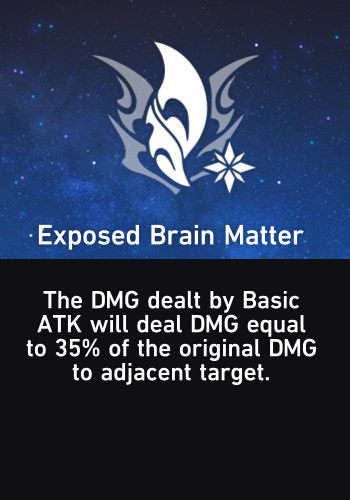 Exposed Brain Matter
The DMG dealt by Basic
ATK will deal DMG equal
to 35% of the original DMG
to adjacent target.